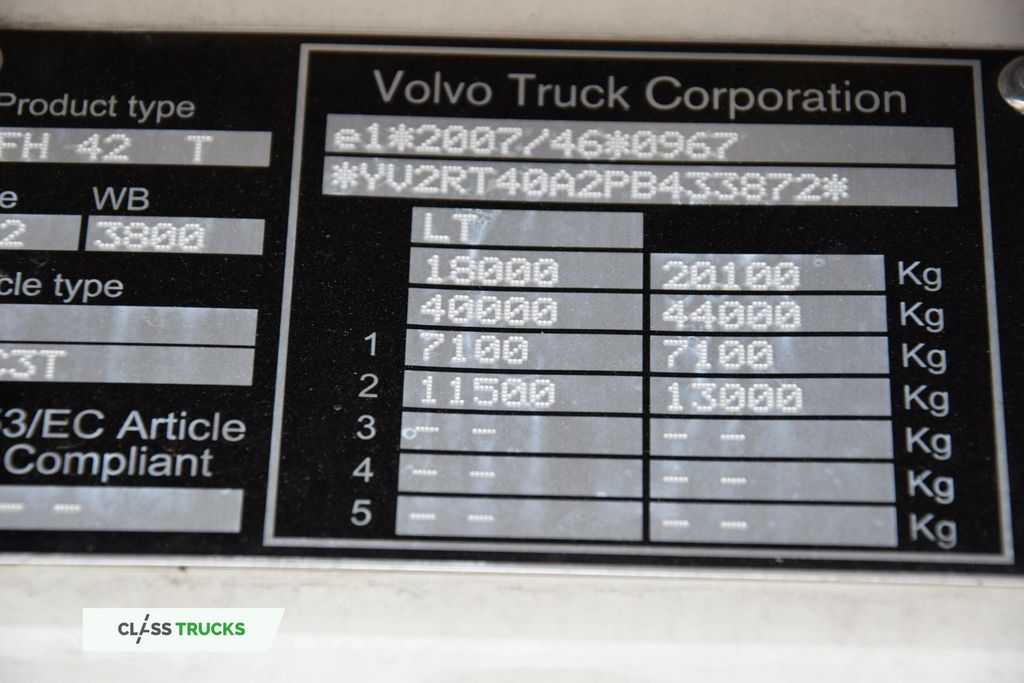 Product type
FH 42 T
e WB
2 3800
cle type
C3T
53/EC Article
Compliant
-- --
Volvo Truck Corporation
e1*2007/46*0967
*YV2RT40A2PB433872*
LT
18000 20100 Kg
40000 44000 Kg
1 7100 7100 Kg
2 11500 13000 Kg
3 -- -- -- -- Kg
4 -- -- -- -- Kg
5 -- -- -- -- Kg
CLASS TRUCKS